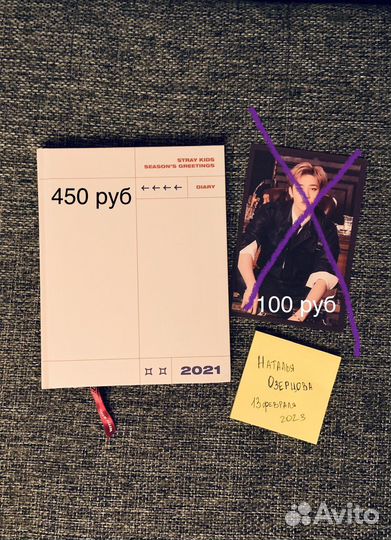 STRAY KIDS
SEASON'S GREETINGS
450 руб
←←←←
DIARY
100 руб
2021
НАТАЛЬЯ
ОЗЕРЦОВА
13 ФЕВРАЛЯ
2023
Avito